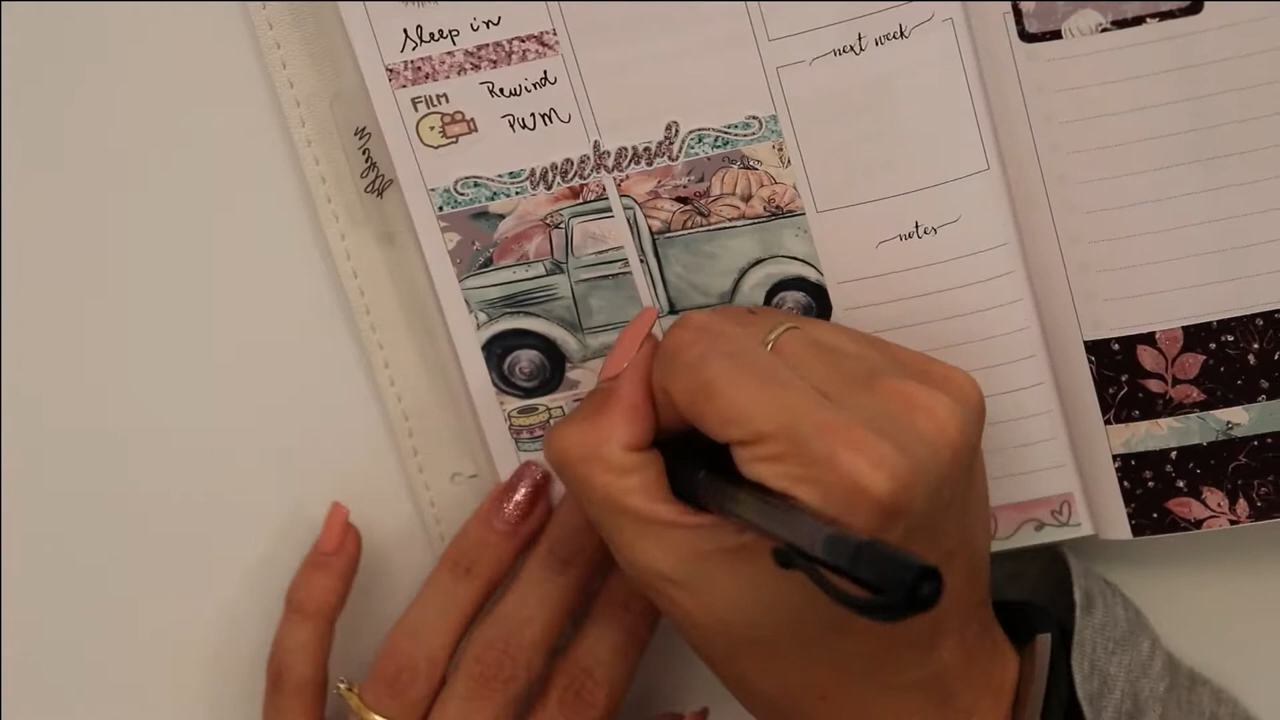 Sleep in
FILM
Rewind
PWM
weekend
next week
notes